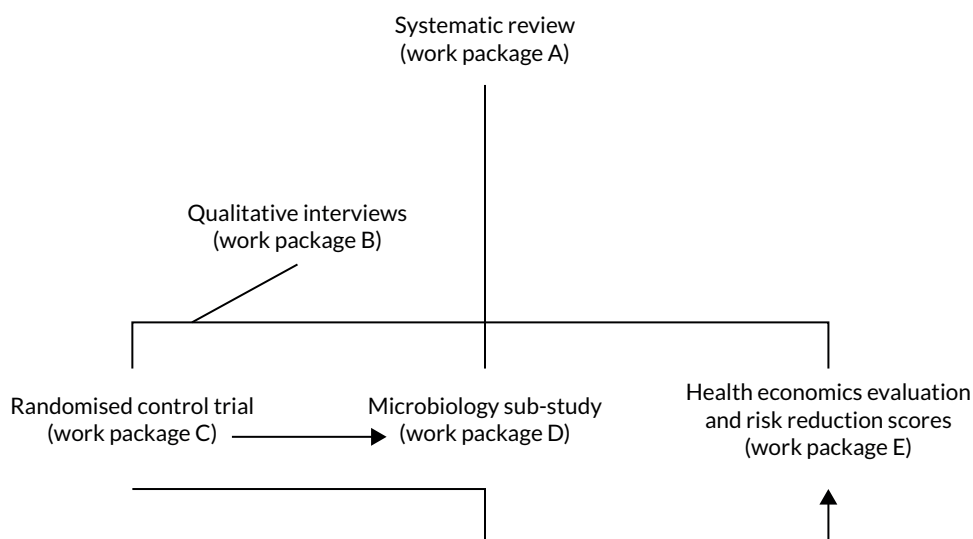 Systematic review
(work package A)
Qualitative interviews
(work package B)
Randomised control trial
(work package C)
Microbiology sub-study
(work package D)
Health economics evaluation
and risk reduction scores
(work package E)